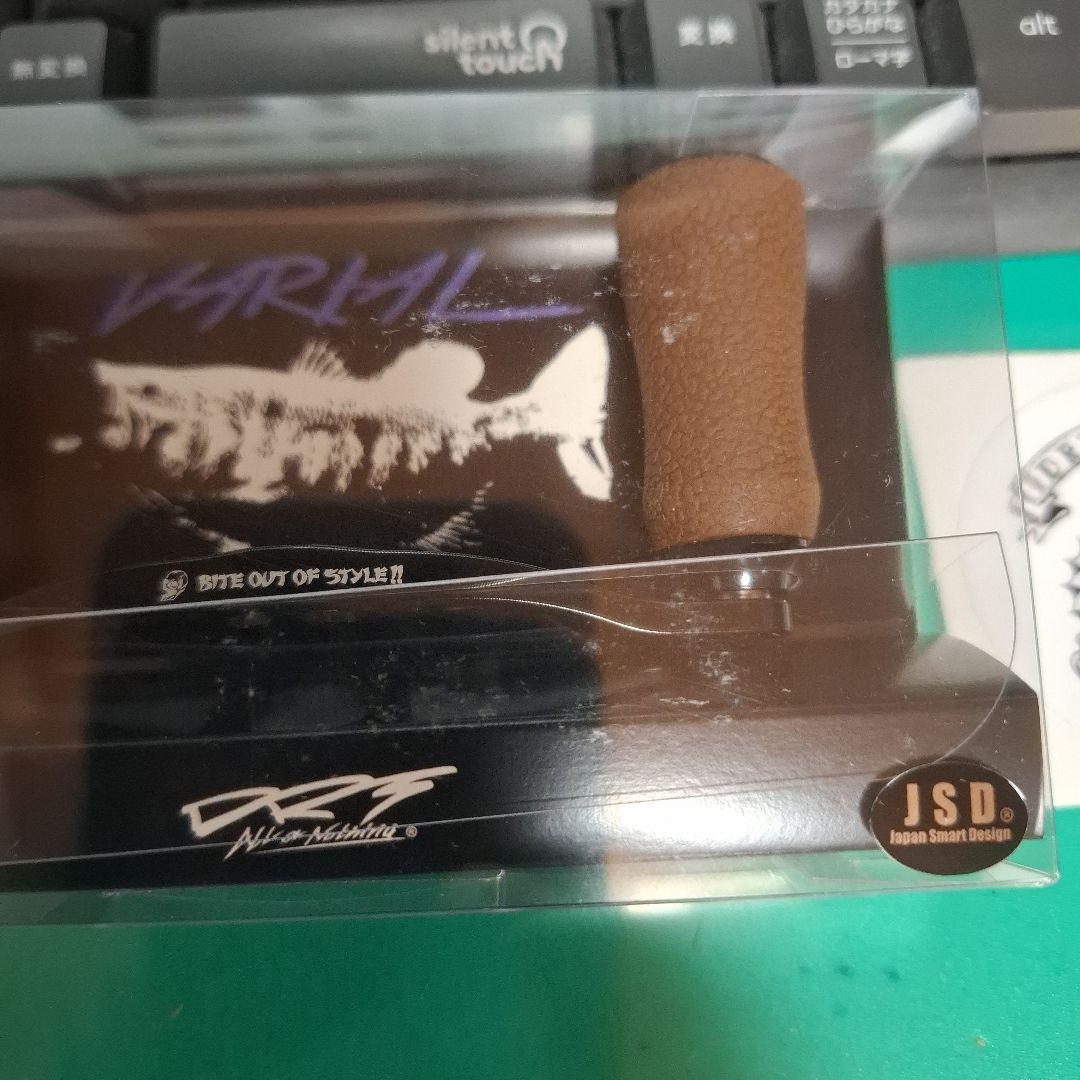 無変換
silent
touch
変換
カタカナ
ひらがな
ローマ字
alt
VARIAL
BITE OUT OF STYLE!!
DRT
ALL or Nothing ®
JSD®
Japan Smart Design